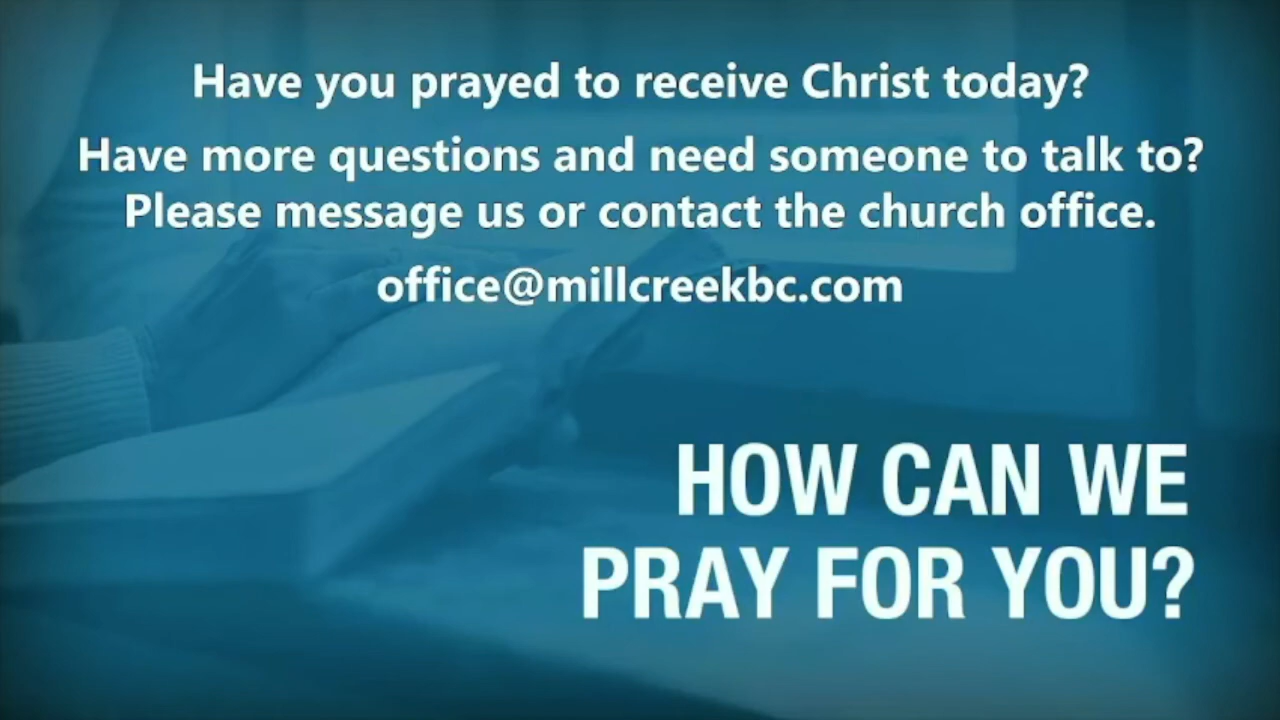 Have you prayed to receive Christ today?
Have more questions and need someone to talk to?
Please message us or contact the church office.
office@millcreekbc.com
HOW CAN WE
PRAY FOR YOU?